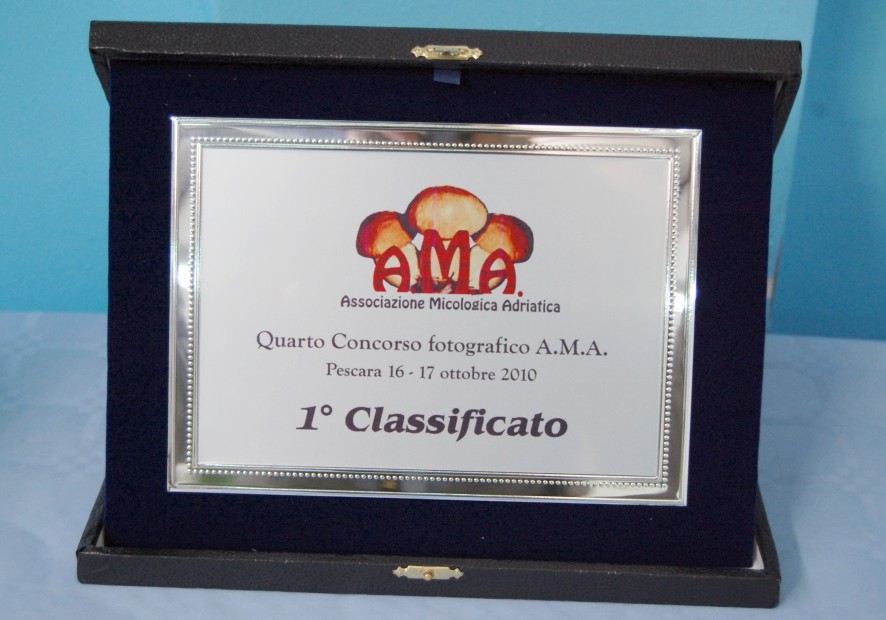 A.M.A.
Associazione Micologica Adriatica
Quarto Concorso fotografico A.M.A.
Pescara 16 - 17 ottobre 2010
1° Classificato